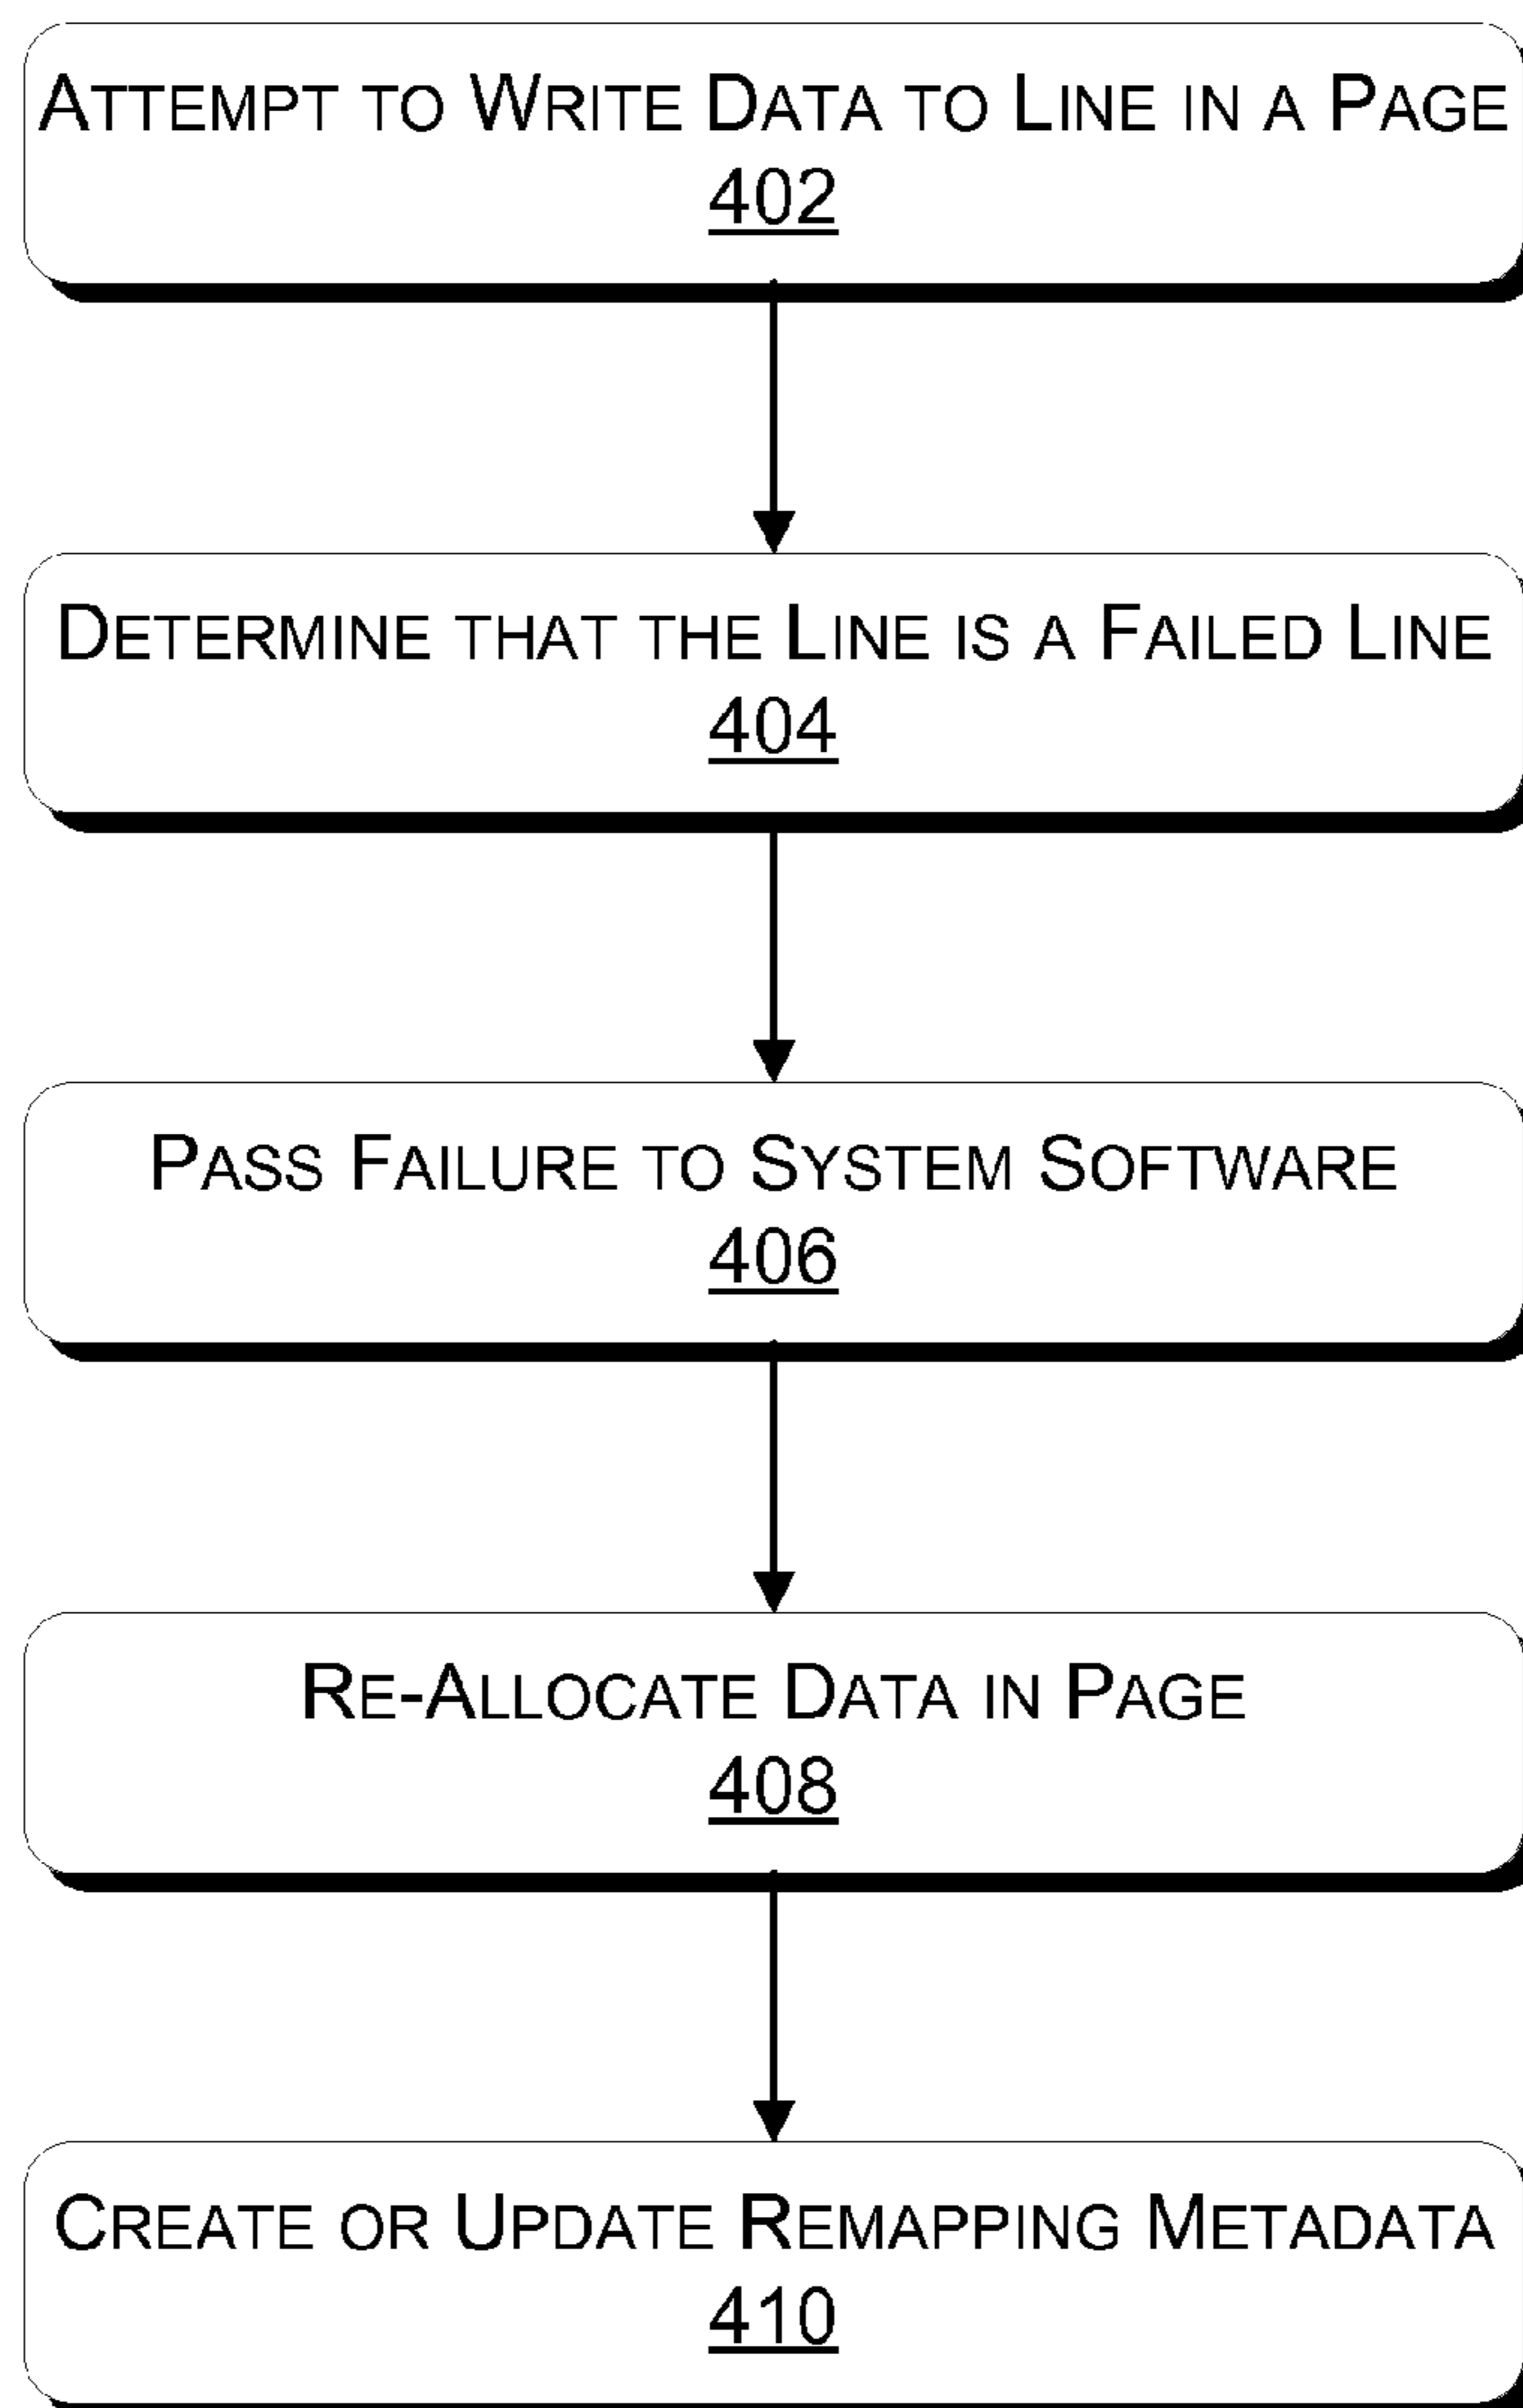 ATTEMPT TO WRITE DATA TO LINE IN A PAGE
402
DETERMINE THAT THE LINE IS A FAILED LINE
404
PASS FAILURE TO SYSTEM SOFTWARE
406
RE-ALLOCATE DATA IN PAGE
408
CREATE OR UPDATE REMAPPING METADATA
410